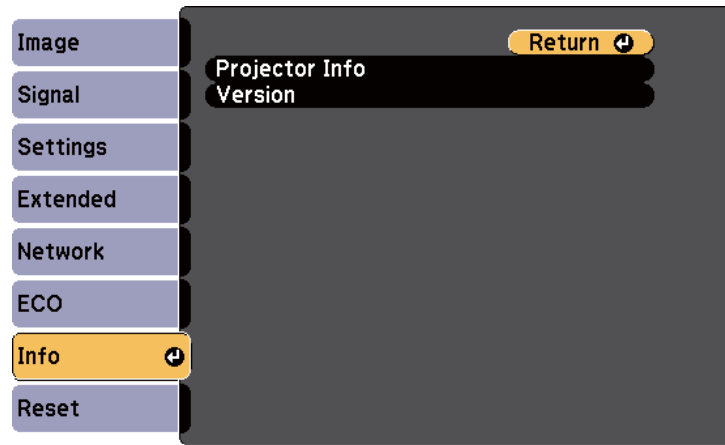 Image
Signal
Settings
Extended
Network
ECO
Info
Reset
Return
Projector Info
Version